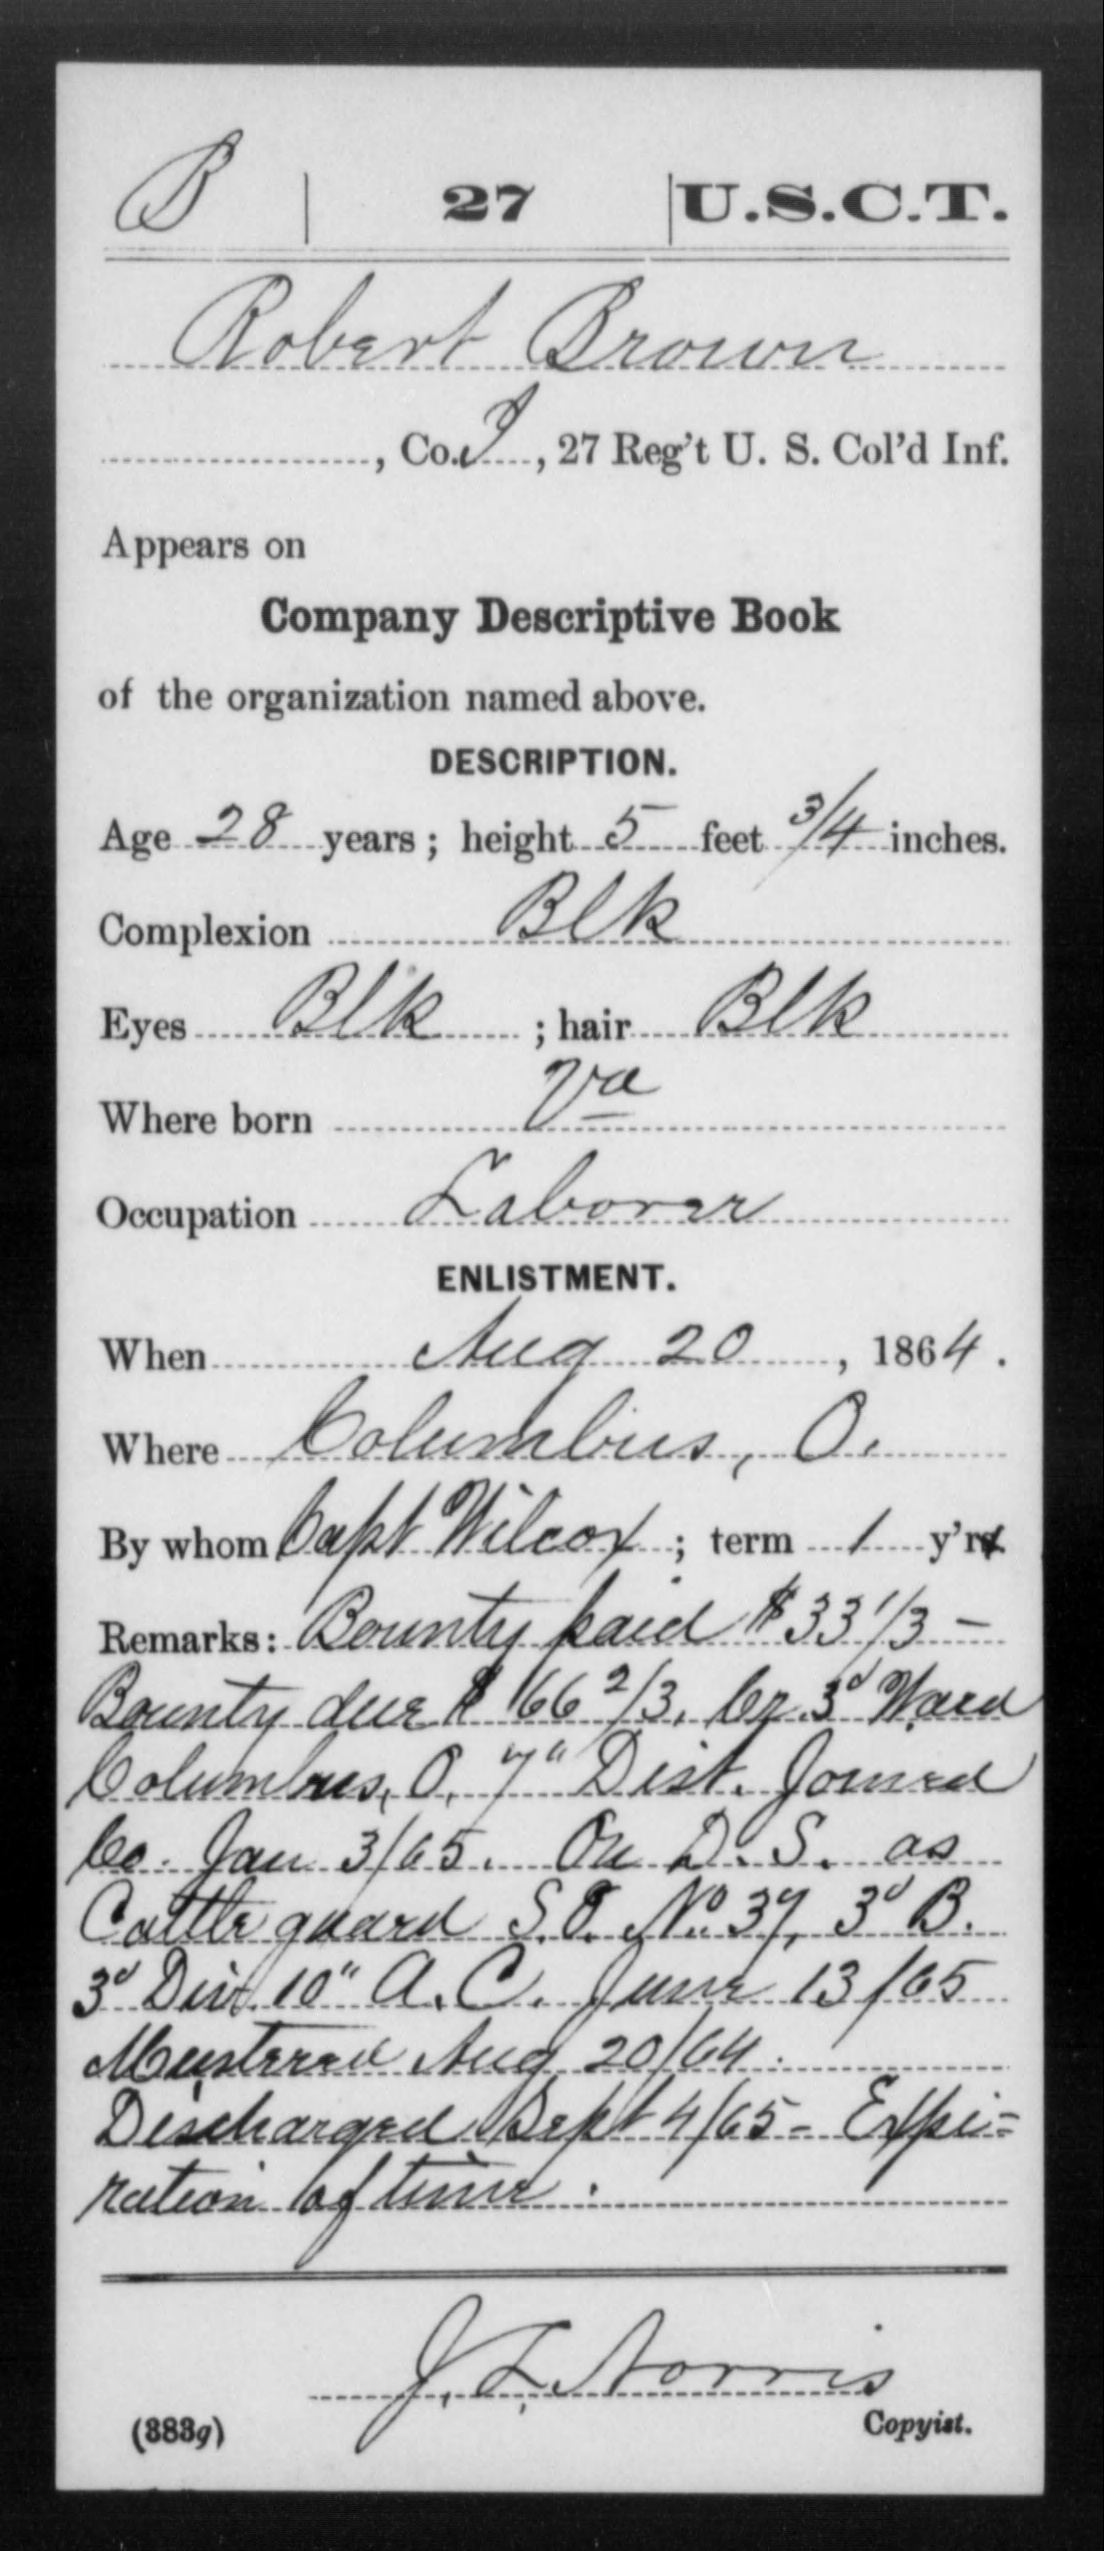 B | 27 | U.S.C.T.
Robert Brown
, Co. I, 27 Reg't U. S. Col'd Inf.
Appears on
Company Descriptive Book
of the organization named above.
DESCRIPTION.
Age 28 years; height 5 feet 3/4 inches.
Complexion Blk
Eyes Blk ; hair Blk
Where born Va
Occupation Laborer
ENLISTMENT.
When Aug 20, 1864.
Where Columbus, O.
By whom Capt Wilcox; term 1 y'r
Remarks: Bounty paid $33 1/3 –
Bounty due $ 66 2/3. Cr. 3d Ward
Columbus, O. 7" Dist. Joined
Co. Jan 3/65. On D.S. as
Cattle guard S.O. No. 37, 3d B.
3d Div. 10" A.C. June 13/65
Mustered Aug 20/64.
Discharged Sept 4/65 - Expi=
ration of time.
J. L. Norris
(383g) Copyist.